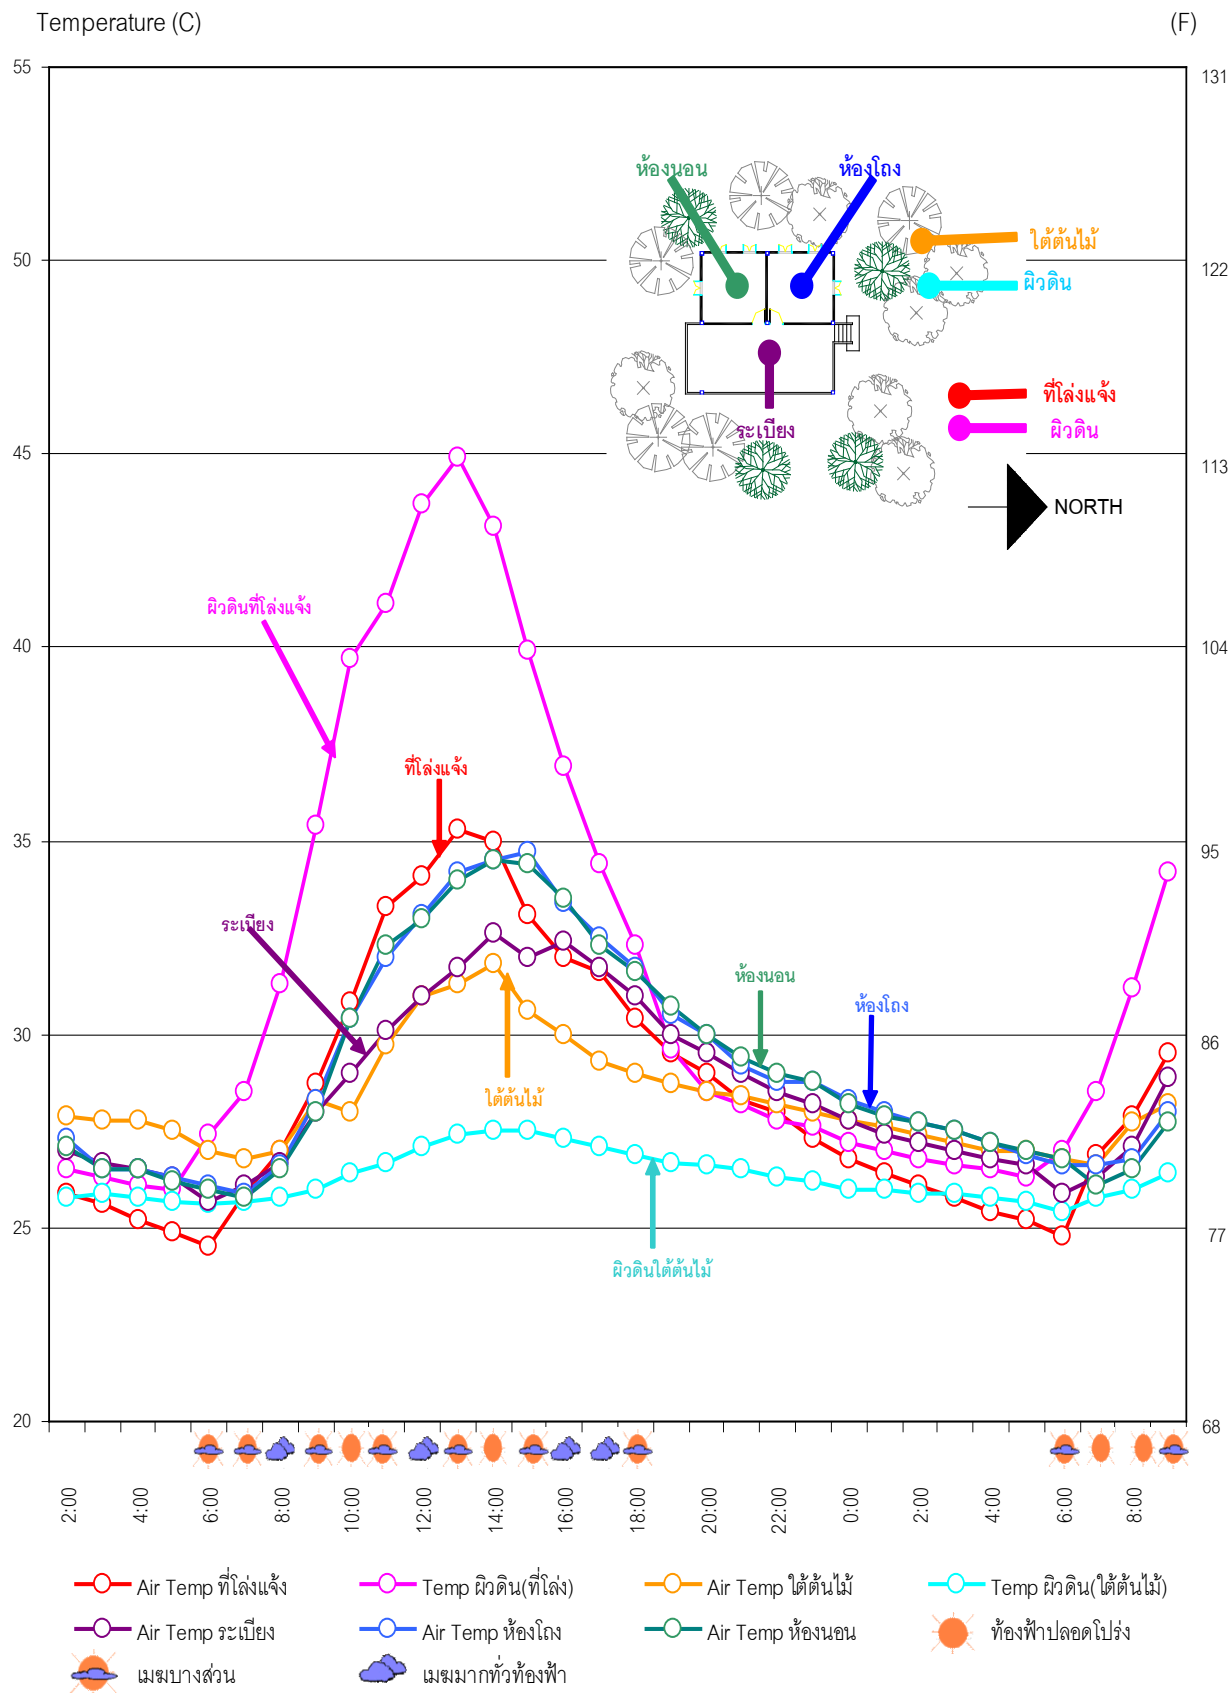 Temperature (C) (F)
55 131
ห้องนอน ห้องโถง
ใต้ต้นไม้
50 122
ผิวดิน
ที่โล่งแจ้ง
ระเบียง ผิวดิน
45 113
NORTH
ผิวดินที่โล่งแจ้ง
40 104
ที่โล่งแจ้ง
35 95
ระเบียง
ห้องนอน
ห้องโถง
30 86
ใต้ต้นไม้
25 77
ผิวดินใต้ต้นไม้
20 68
2:00 4:00 6:00 8:00 10:00 12:00 14:00 16:00 18:00 20:00 22:00 0:00 2:00 4:00 6:00 8:00
Air Temp ที่โล่งแจ้ง Temp ผิวดิน(ที่โล่ง) Air Temp ใต้ต้นไม้ Temp ผิวดิน(ใต้ต้นไม้)
Air Temp ระเบียง Air Temp ห้องโถง Air Temp ห้องนอน ท้องฟ้าปลอดโปร่ง
เมฆบางส่วน เมฆมากทั่วท้องฟ้า